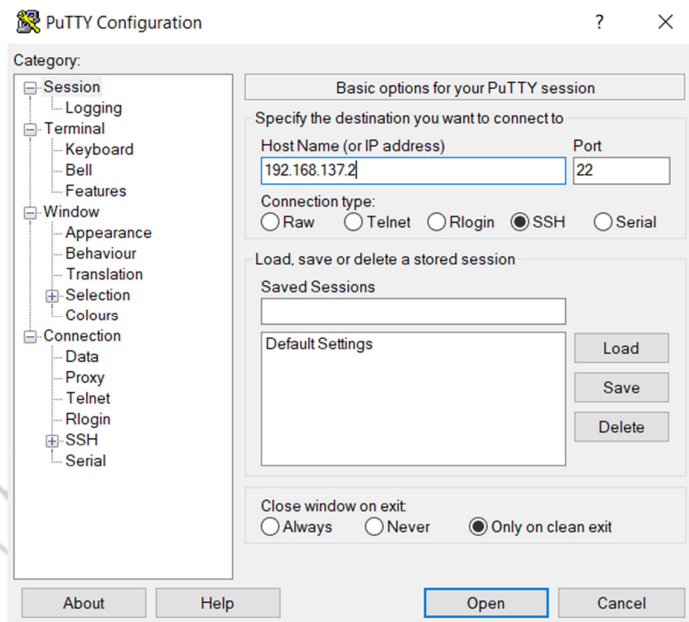 PuTTY Configuration ? ×
Category:
Session
Logging
Terminal
Keyboard
Bell
Features
Window
Appearance
Behaviour
Translation
Selection
Colours
Connection
Data
Proxy
Telnet
Rlogin
SSH
Serial
Basic options for your PuTTY session
Specify the destination you want to connect to
Host Name (or IP address) Port
192.168.137.2 22
Connection type:
Raw Telnet Rlogin SSH Serial
Load, save or delete a stored session
Saved Sessions
Default Settings
Load
Save
Delete
Close window on exit:
Always Never Only on clean exit
About Help Open Cancel